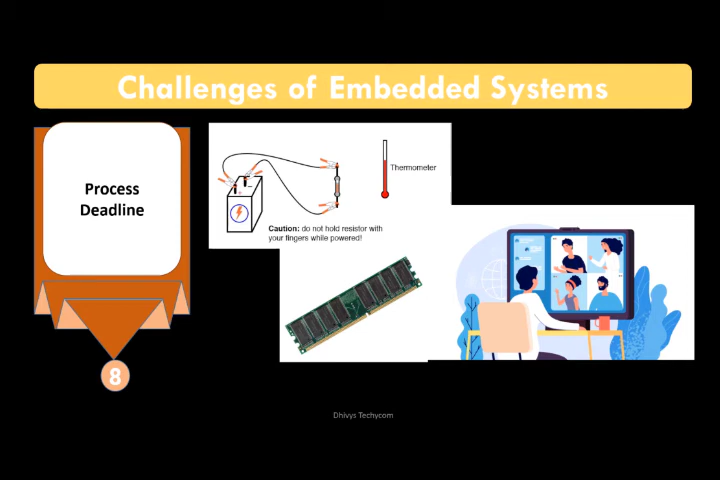 Challenges of Embedded Systems
Process
Deadline
Thermometer
Caution: do not hold resistor with
your fingers while powered!
8
Dhivys Techycom